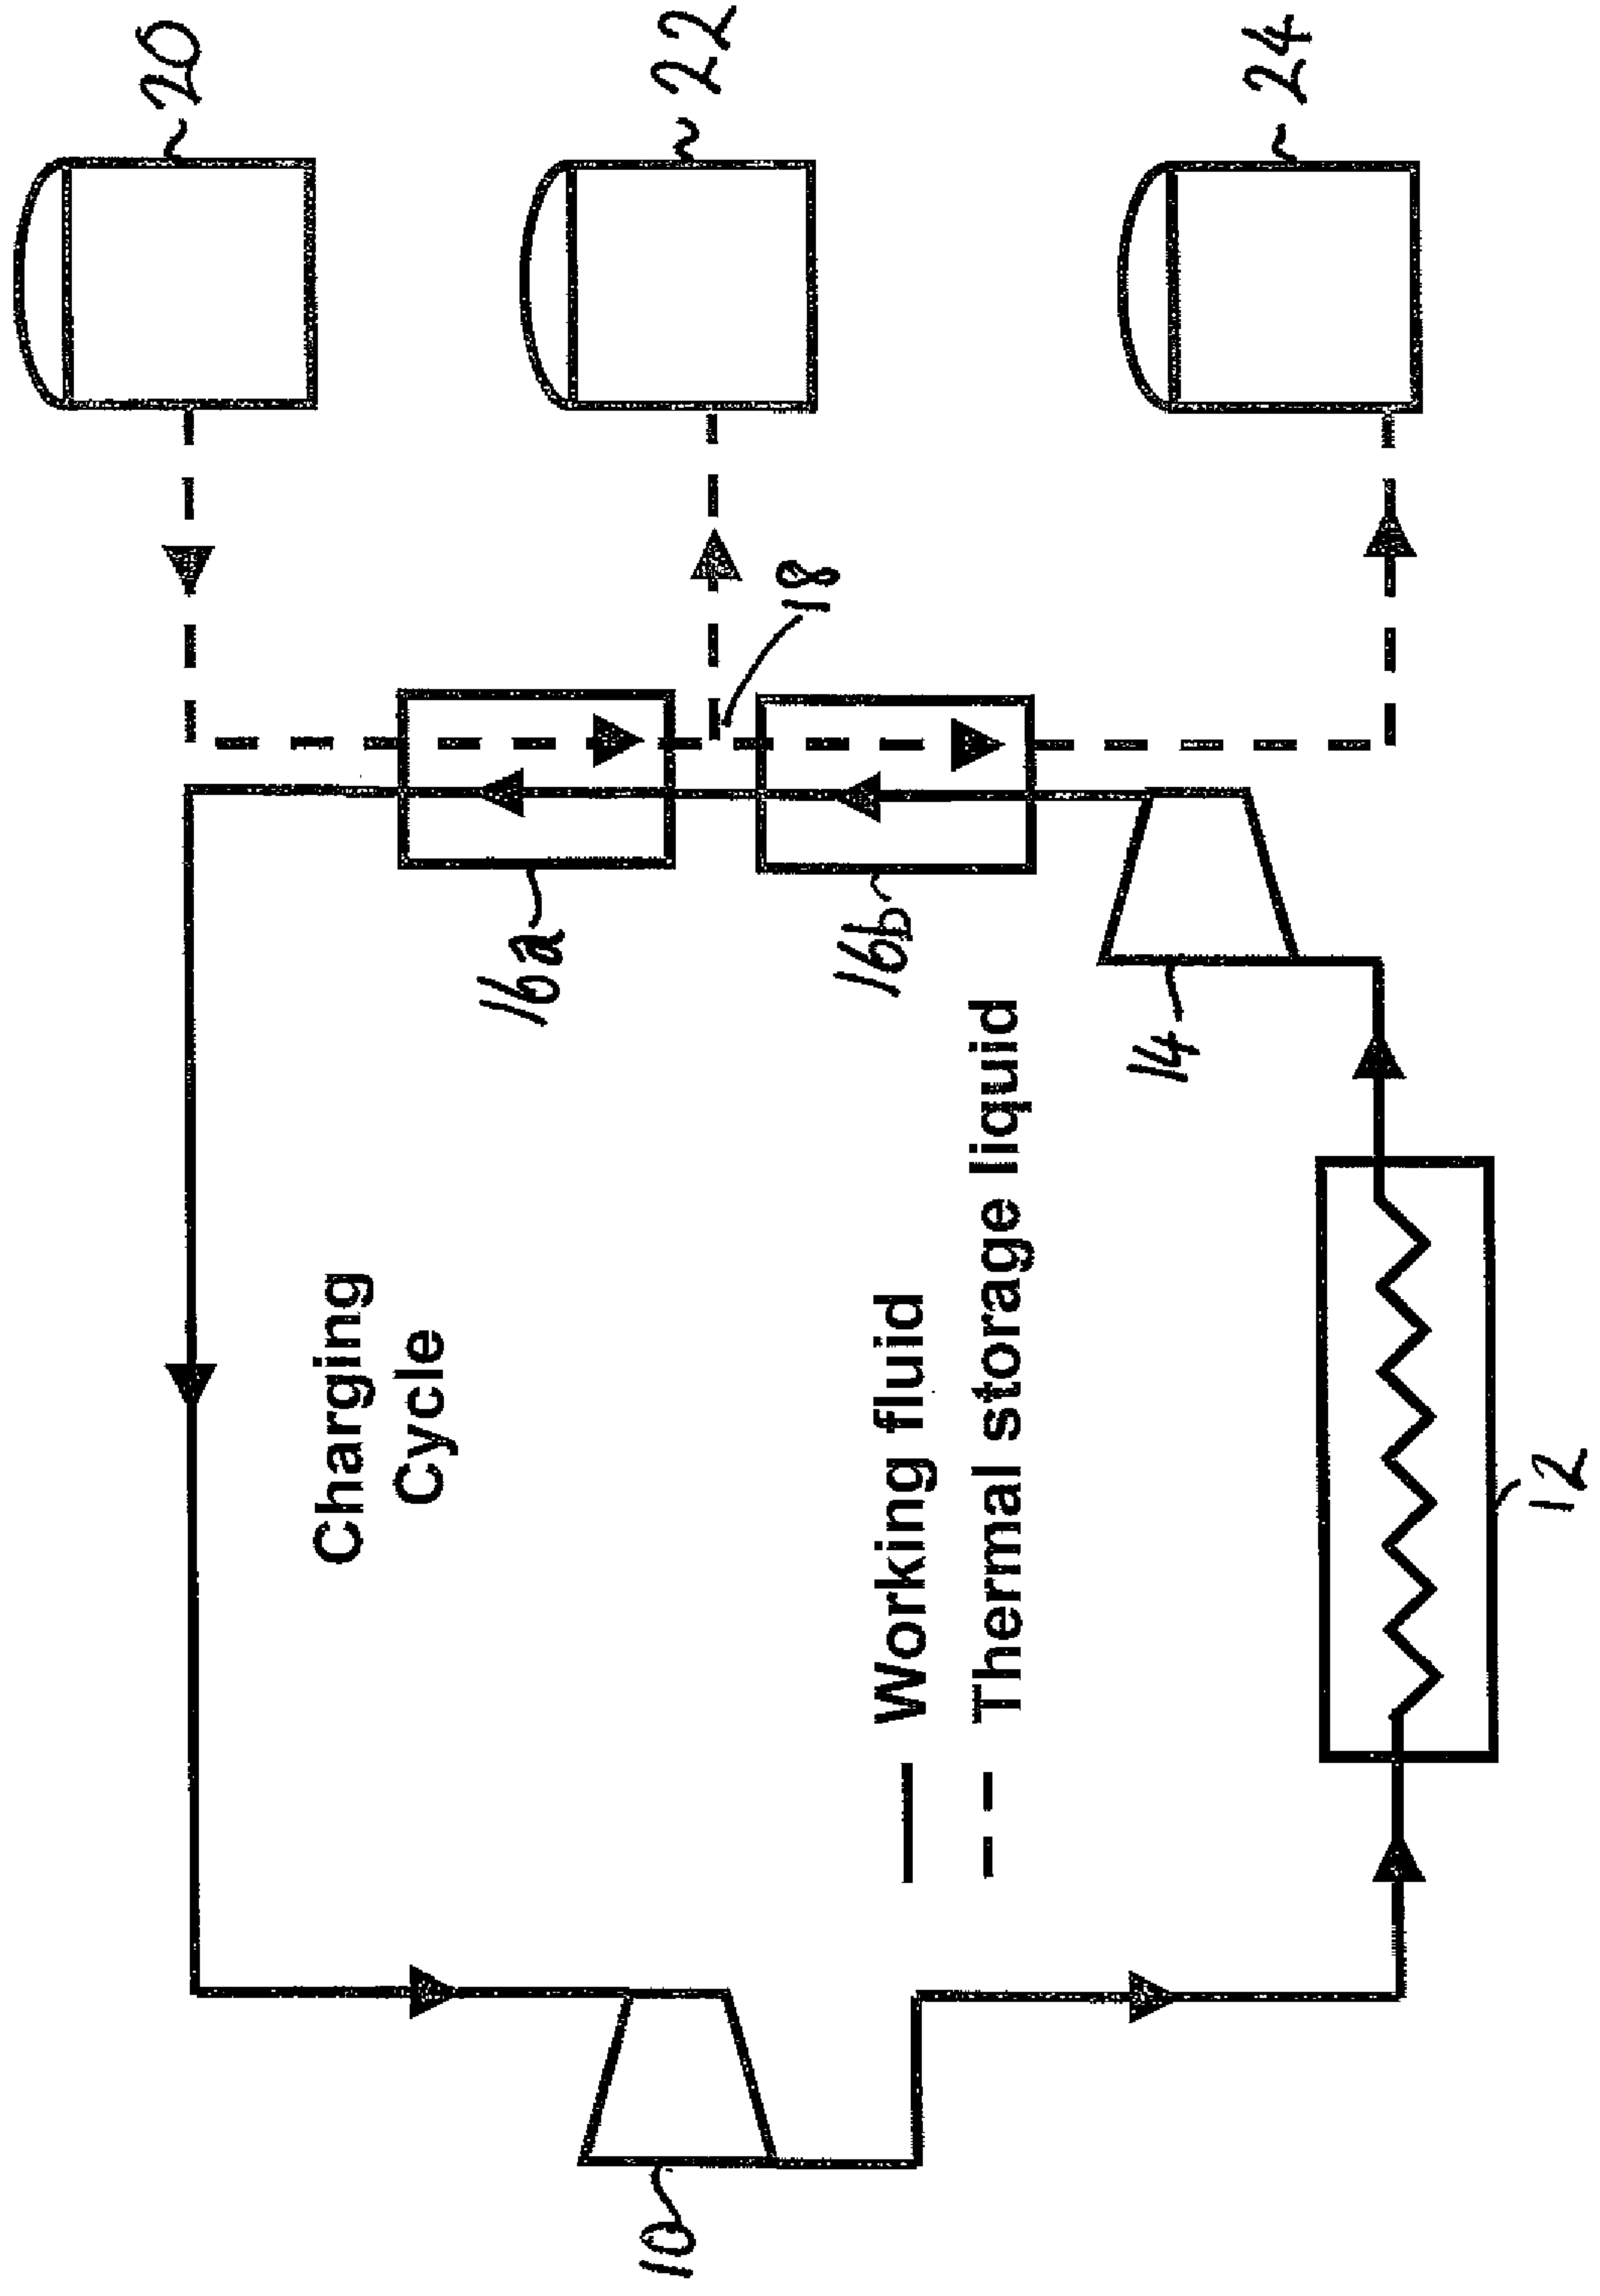 20
22
24
18
16a
16b
14
Charging
Cycle
Working fluid
Thermal storage liquid
12
10